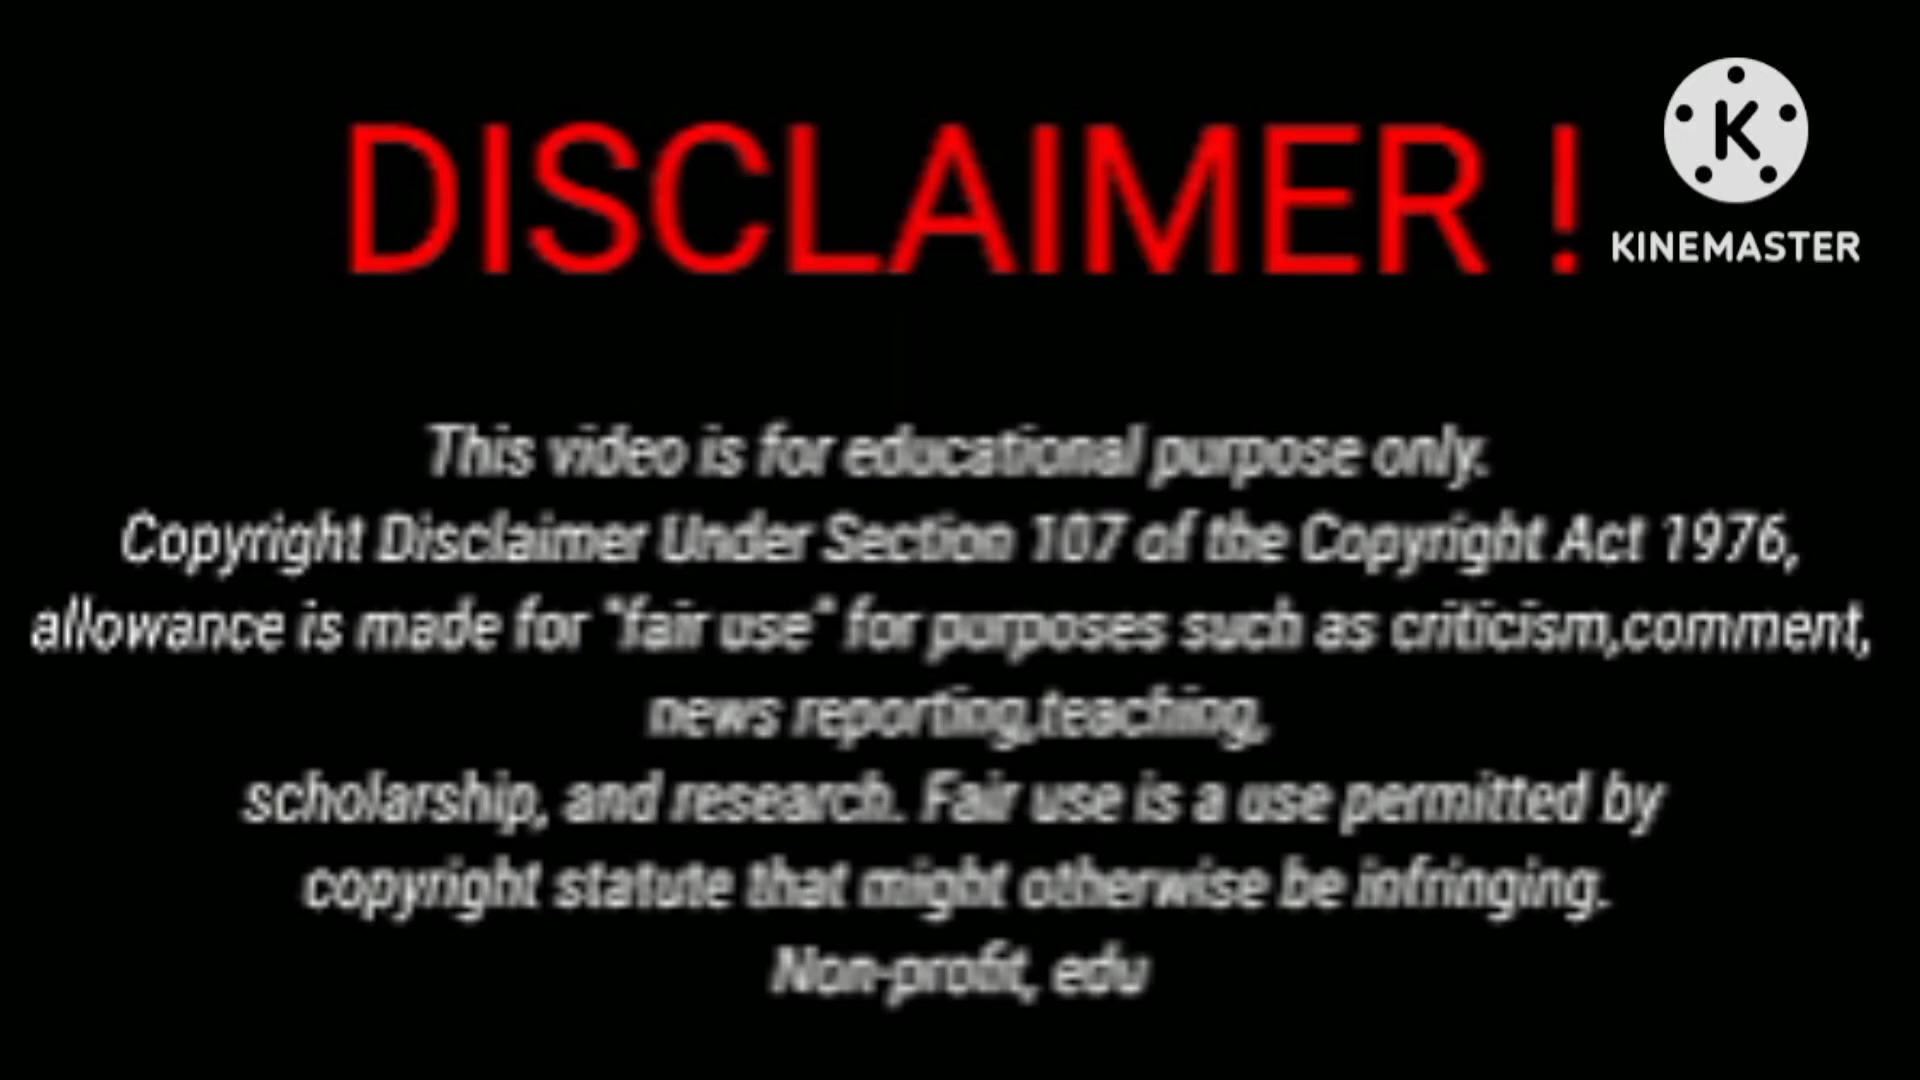 DISCLAIMER !
KINEMASTER
This video is for educational purpose only.
Copyright Disclaimer Under Section 107 of the Copyright Act 1976,
allowance is made for "fair use" for purposes such as criticism,comment,
news reporting,teaching,
scholarship, and research. Fair use is a use permitted by
copyright statute that might otherwise be infringing.
Non-profit, edu